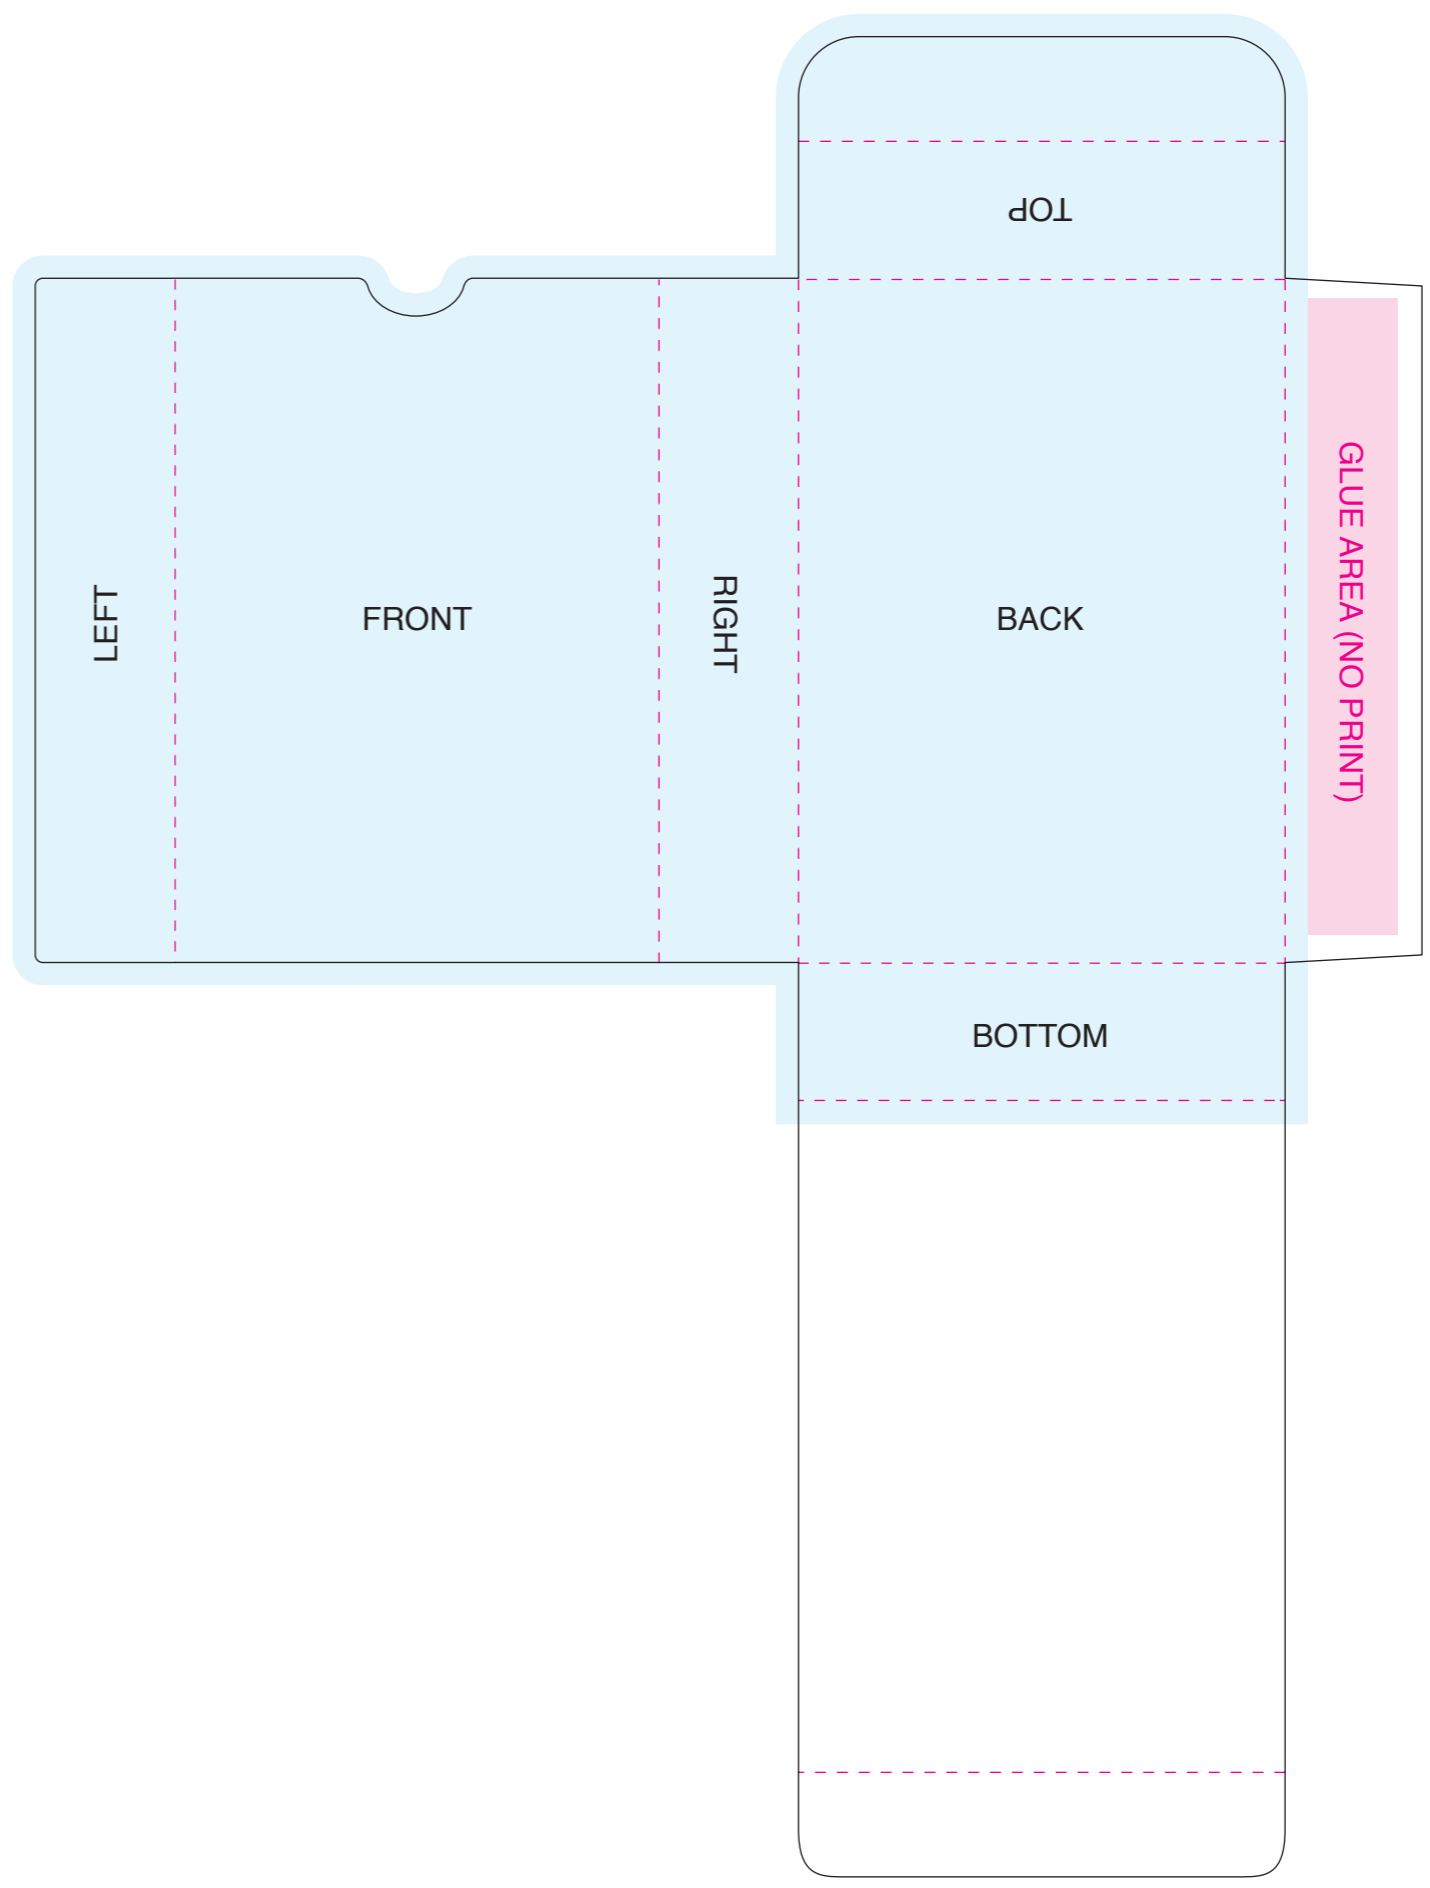 TOP
LEFT
FRONT
RIGHT
BACK
GLUE AREA (NO PRINT)
BOTTOM